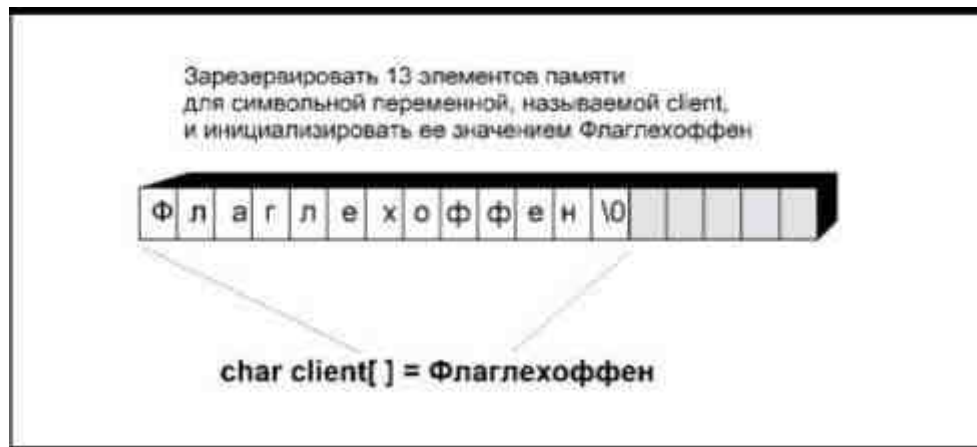 Зарезервировать 13 элементов памяти
для символьной переменной, называемой client,
и инициализировать ее значением Флаглехоффен
Ф л а г л е х о ф ф е н \0
char client[ ] = Флаглехоффен